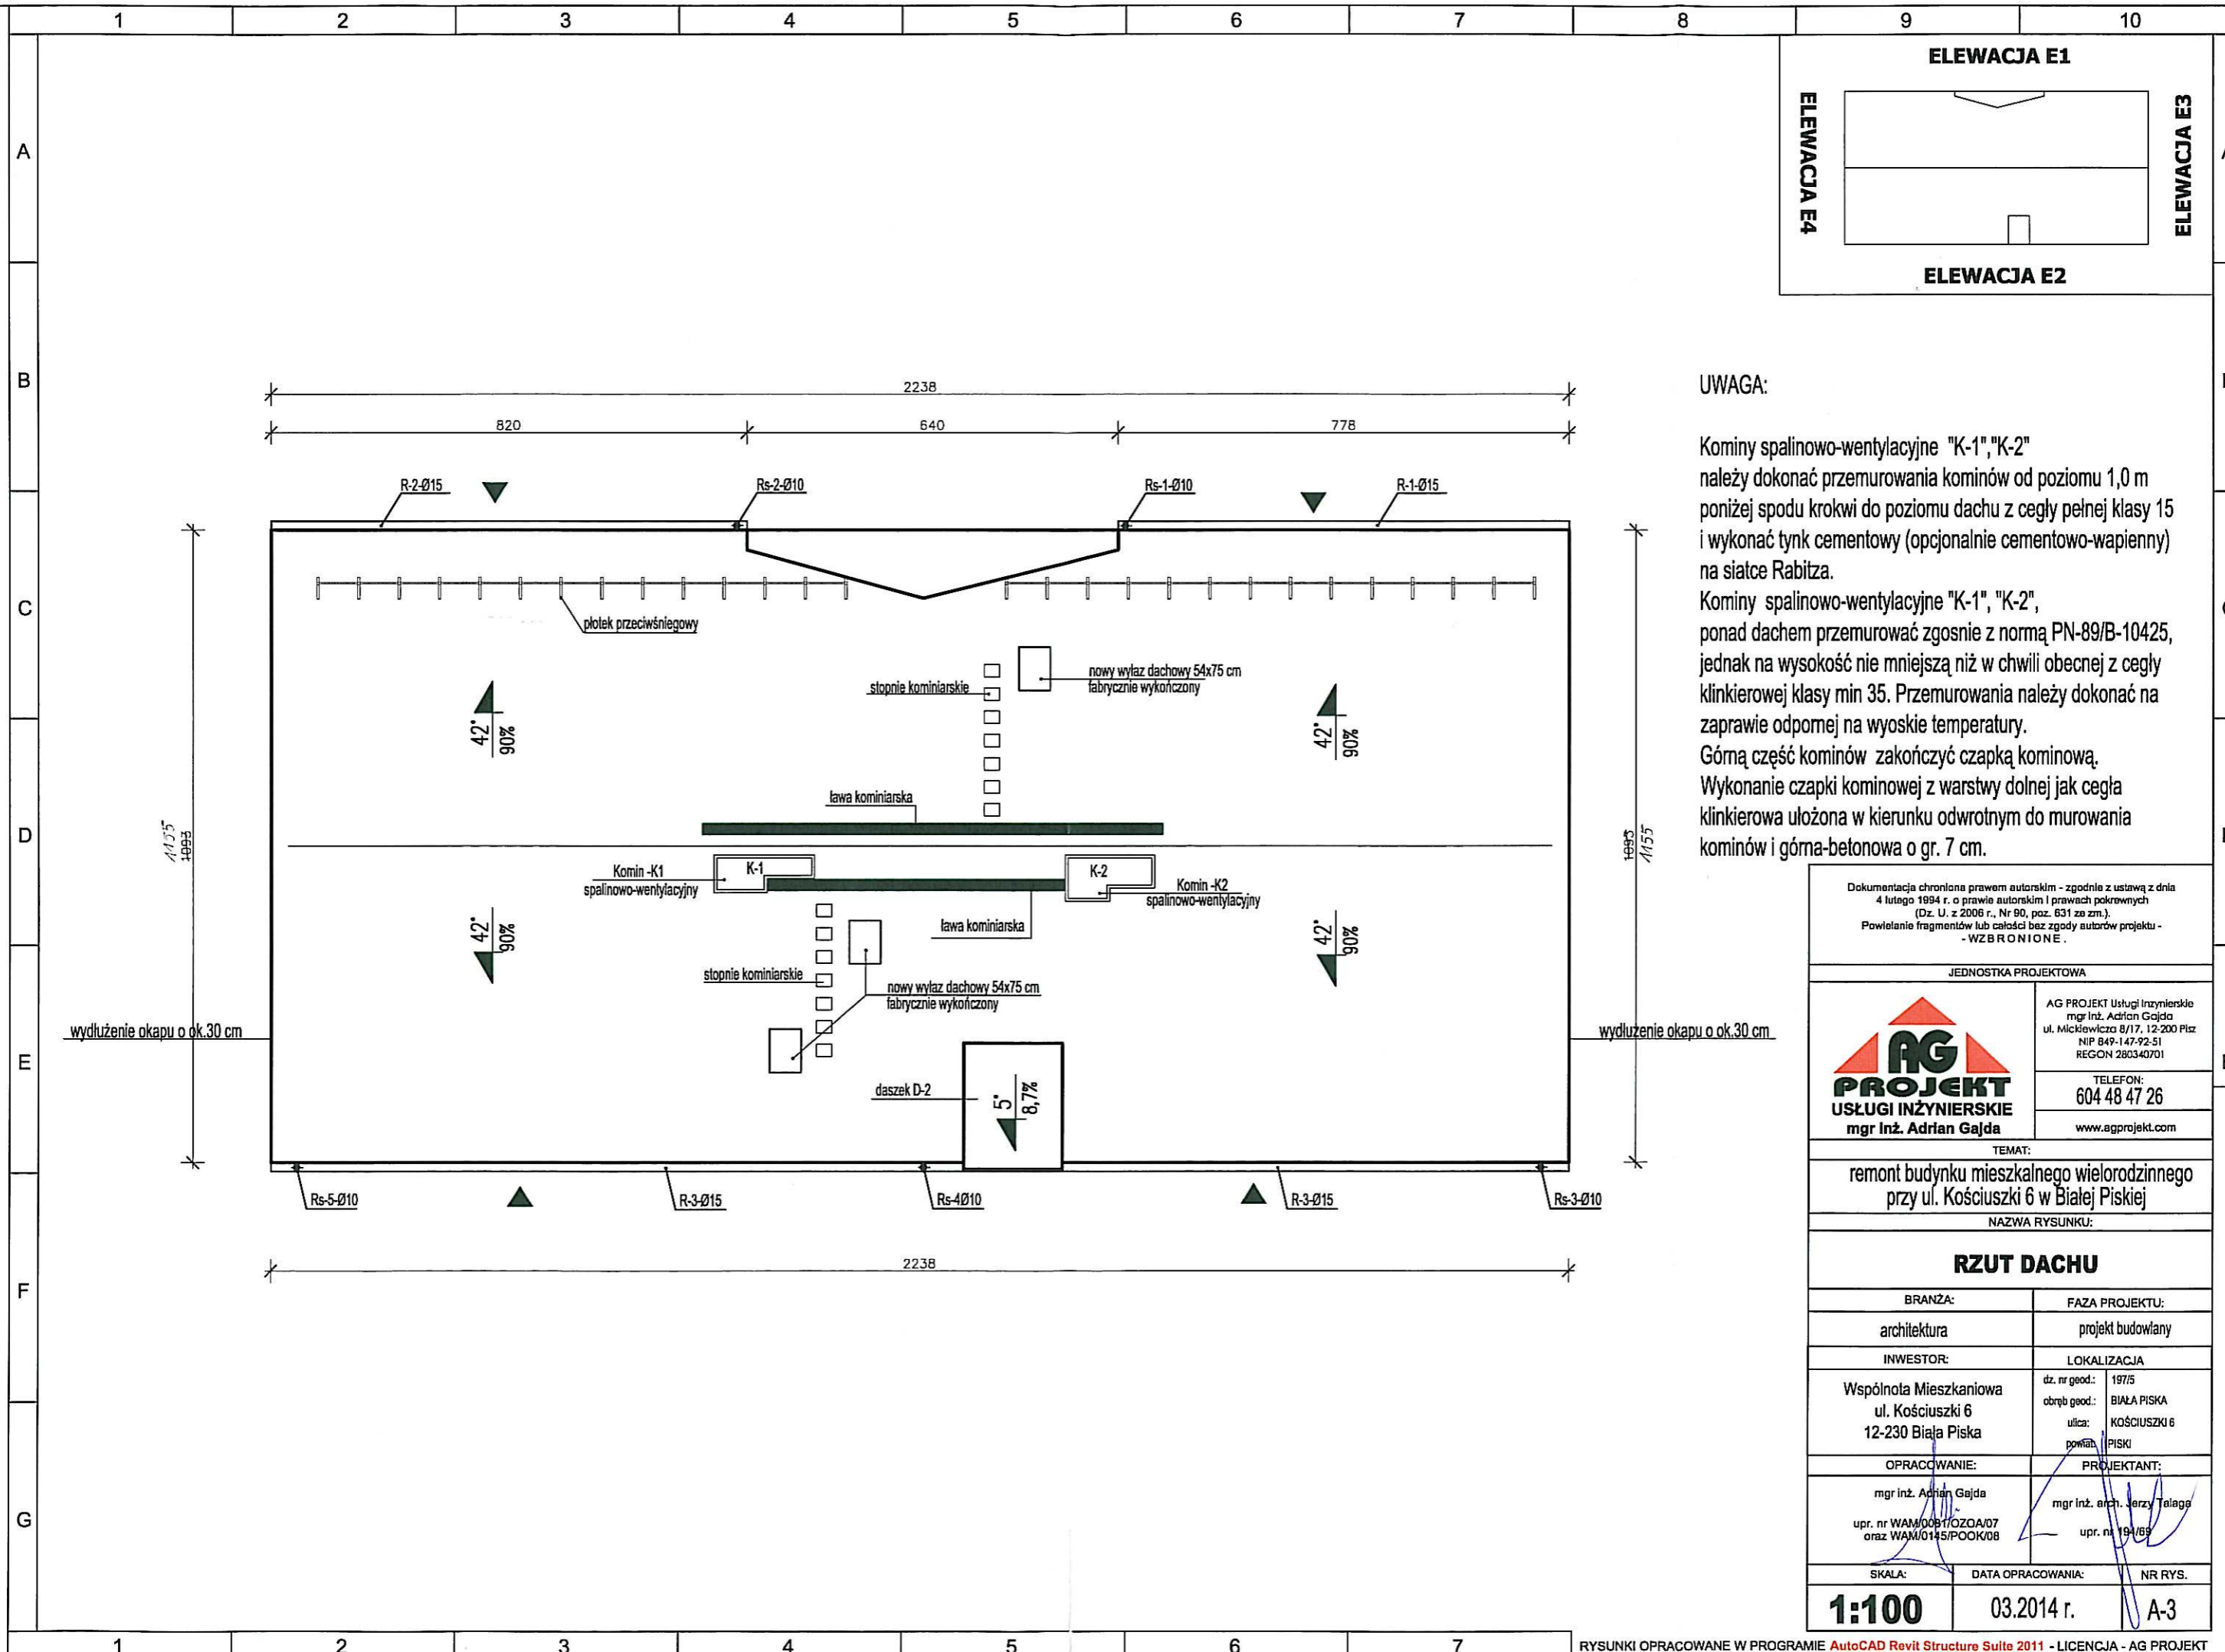 1 2 3 4 5 6 7 8 9 10
A
B
C
D
E
F
G
ELEWACJA E1
ELEWACJA E4
ELEWACJA E3
ELEWACJA E2
2238
820 640 778
R-2-Ø15
Rs-2-Ø10
Rs-1-Ø10
R-1-Ø15
płotek przeciwśniegowy
stopnie kominiarskie
nowy wyłaz dachowy 54x75 cm
fabrycznie wykończony
42° 90%
42° 90%
ława kominiarska
1155
1093
1093
1155
Komin -K1
spalinowo-wentylacyjny
K-1
K-2
Komin -K2
spalinowo-wentylacyjny
ława kominiarska
42° 90%
42° 90%
stopnie kominiarskie
nowy wyłaz dachowy 54x75 cm
fabrycznie wykończony
wydłużenie okapu o ok.30 cm
wydłużenie okapu o ok.30 cm
daszek D-2
5° 8,7%
Rs-5-Ø10
R-3-Ø15
Rs-4Ø10
R-3-Ø15
Rs-3-Ø10
2238
UWAGA:
Kominy spalinowo-wentylacyjne "K-1","K-2"
należy dokonać przemurowania kominów od poziomu 1,0 m
poniżej spodu krokwi do poziomu dachu z cegły pełnej klasy 15
i wykonać tynk cementowy (opcjonalnie cementowo-wapienny)
na siatce Rabitza.
Kominy spalinowo-wentylacyjne "K-1", "K-2",
ponad dachem przemurować zgosnie z normą PN-89/B-10425,
jednak na wysokość nie mniejszą niż w chwili obecnej z cegły
klinkierowej klasy min 35. Przemurowania należy dokonać na
zaprawie odpornej na wyoskie temperatury.
Górną część kominów zakończyć czapką kominową.
Wykonanie czapki kominowej z warstwy dolnej jak cegła
klinkierowa ułożona w kierunku odwrotnym do murowania
kominów i górna-betonowa o gr. 7 cm.
Dokumentacja chroniona prawem autorskim - zgodnie z ustawą z dnia
4 lutego 1994 r. o prawie autorskim i prawach pokrewnych
(Dz. U. z 2006 r., Nr 90, poz. 631 ze zm.).
Powielanie fragmentów lub całości bez zgody autorów projektu -
- WZBRONIONE.
JEDNOSTKA PROJEKTOWA
AG
PROJEKT
USŁUGI INŻYNIERSKIE
mgr inż. Adrian Gajda
AG PROJEKT Usługi Inżynierskie
mgr inż. Adrian Gajda
ul. Mickiewicza 8/17, 12-200 Pisz
NIP 849-147-92-51
REGON 280340701
TELEFON:
604 48 47 26
www.agprojekt.com
TEMAT:
remont budynku mieszkalnego wielorodzinnego
przy ul. Kościuszki 6 w Białej Piskiej
NAZWA RYSUNKU:
RZUT DACHU
BRANŻA: FAZA PROJEKTU:
architektura projekt budowlany
INWESTOR: LOKALIZACJA
Wspólnota Mieszkaniowa
ul. Kościuszki 6
12-230 Biała Piska
dz. nr geod.: 197/5
obręb geod.: BIAŁA PISKA
ulica: KOŚCIUSZKI 6
powiat: PISKI
OPRACOWANIE: PROJEKTANT:
mgr inż. Adrian Gajda
upr. nr WAM/0081/OZOA/07
oraz WAM/0145/POOK/08
mgr inż. arch. Jerzy Talaga
upr. nr 194/69
SKALA: DATA OPRACOWANIA: NR RYS.
1:100 03.2014 r. A-3
1 2 3 4 5 6 7
RYSUNKI OPRACOWANE W PROGRAMIE AutoCAD Revit Structure Suite 2011 - LICENCJA - AG PROJEKT